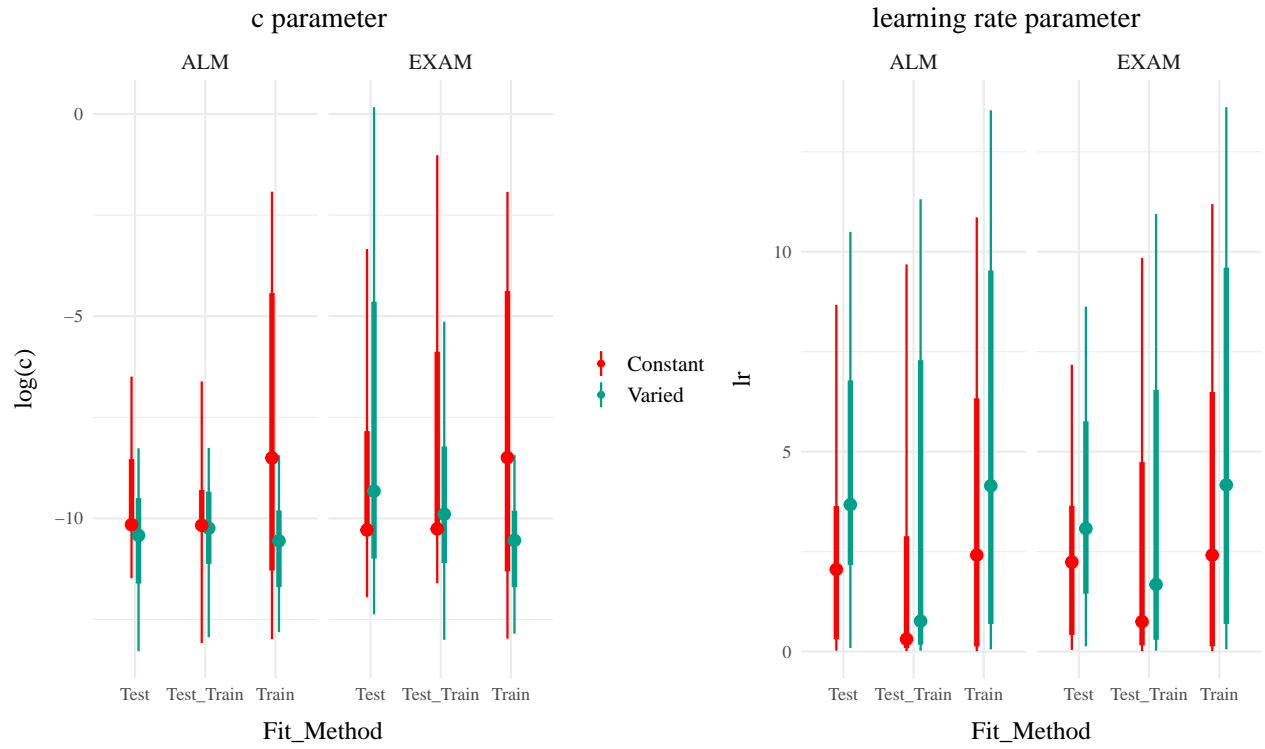 c parameter
ALM EXAM
0
−5
−10
log(c)
Test Test_Train Train Test Test_Train Train
Fit_Method
Constant
Varied
learning rate parameter
ALM EXAM
10
5
0
lr
Test Test_Train Train Test Test_Train Train
Fit_Method